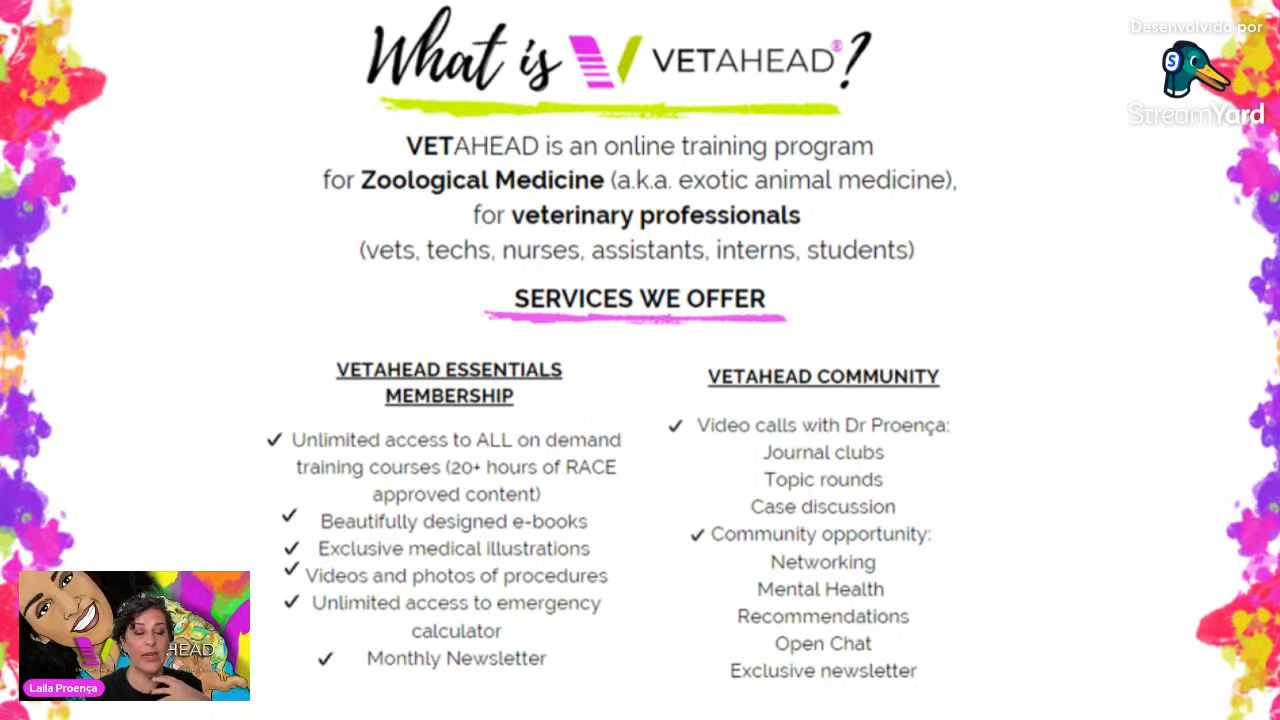 What is VETAHEAD® ?
Desenvolvido por
StreamYard
VETAHEAD is an online training program
for Zoological Medicine (a.k.a. exotic animal medicine),
for veterinary professionals
(vets, techs, nurses, assistants, interns, students)
SERVICES WE OFFER
VETAHEAD ESSENTIALS
MEMBERSHIP
✓ Unlimited access to ALL on demand
training courses (20+ hours of RACE
approved content)
✓ Beautifully designed e-books
✓ Exclusive medical illustrations
✓ Videos and photos of procedures
✓ Unlimited access to emergency
calculator
✓ Monthly Newsletter
VETAHEAD COMMUNITY
✓ Video calls with Dr Proença:
Journal clubs
Topic rounds
Case discussion
✓ Community opportunity:
Networking
Mental Health
Recommendations
Open Chat
Exclusive newsletter
HEAD
Laila Proença